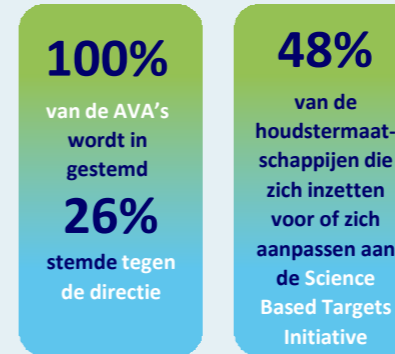 100%
van de AVA's
wordt in
gestemd
26%
stemde tegen
de directie
48%
van de
houdstermaat-
schappijen die
zich inzetten
voor of zich
aanpassen aan
de Science
Based Targets
Initiative